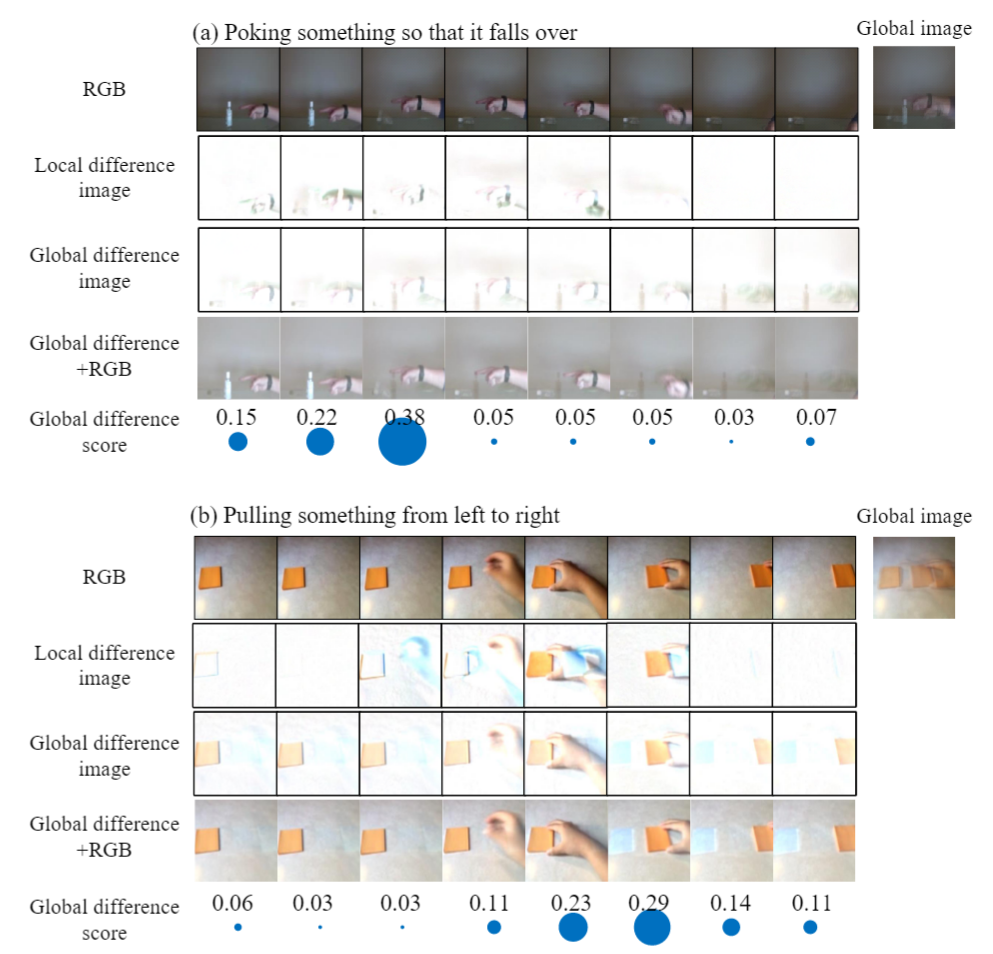 (a) Poking something so that it falls over
Global image
RGB
Local difference
image
Global difference
image
Global difference
+RGB
Global difference
score
0.15 0.22 0.38 0.05 0.05 0.05 0.03 0.07
(b) Pulling something from left to right
Global image
RGB
Local difference
image
Global difference
image
Global difference
+RGB
Global difference
score
0.06 0.03 0.03 0.11 0.23 0.29 0.14 0.11